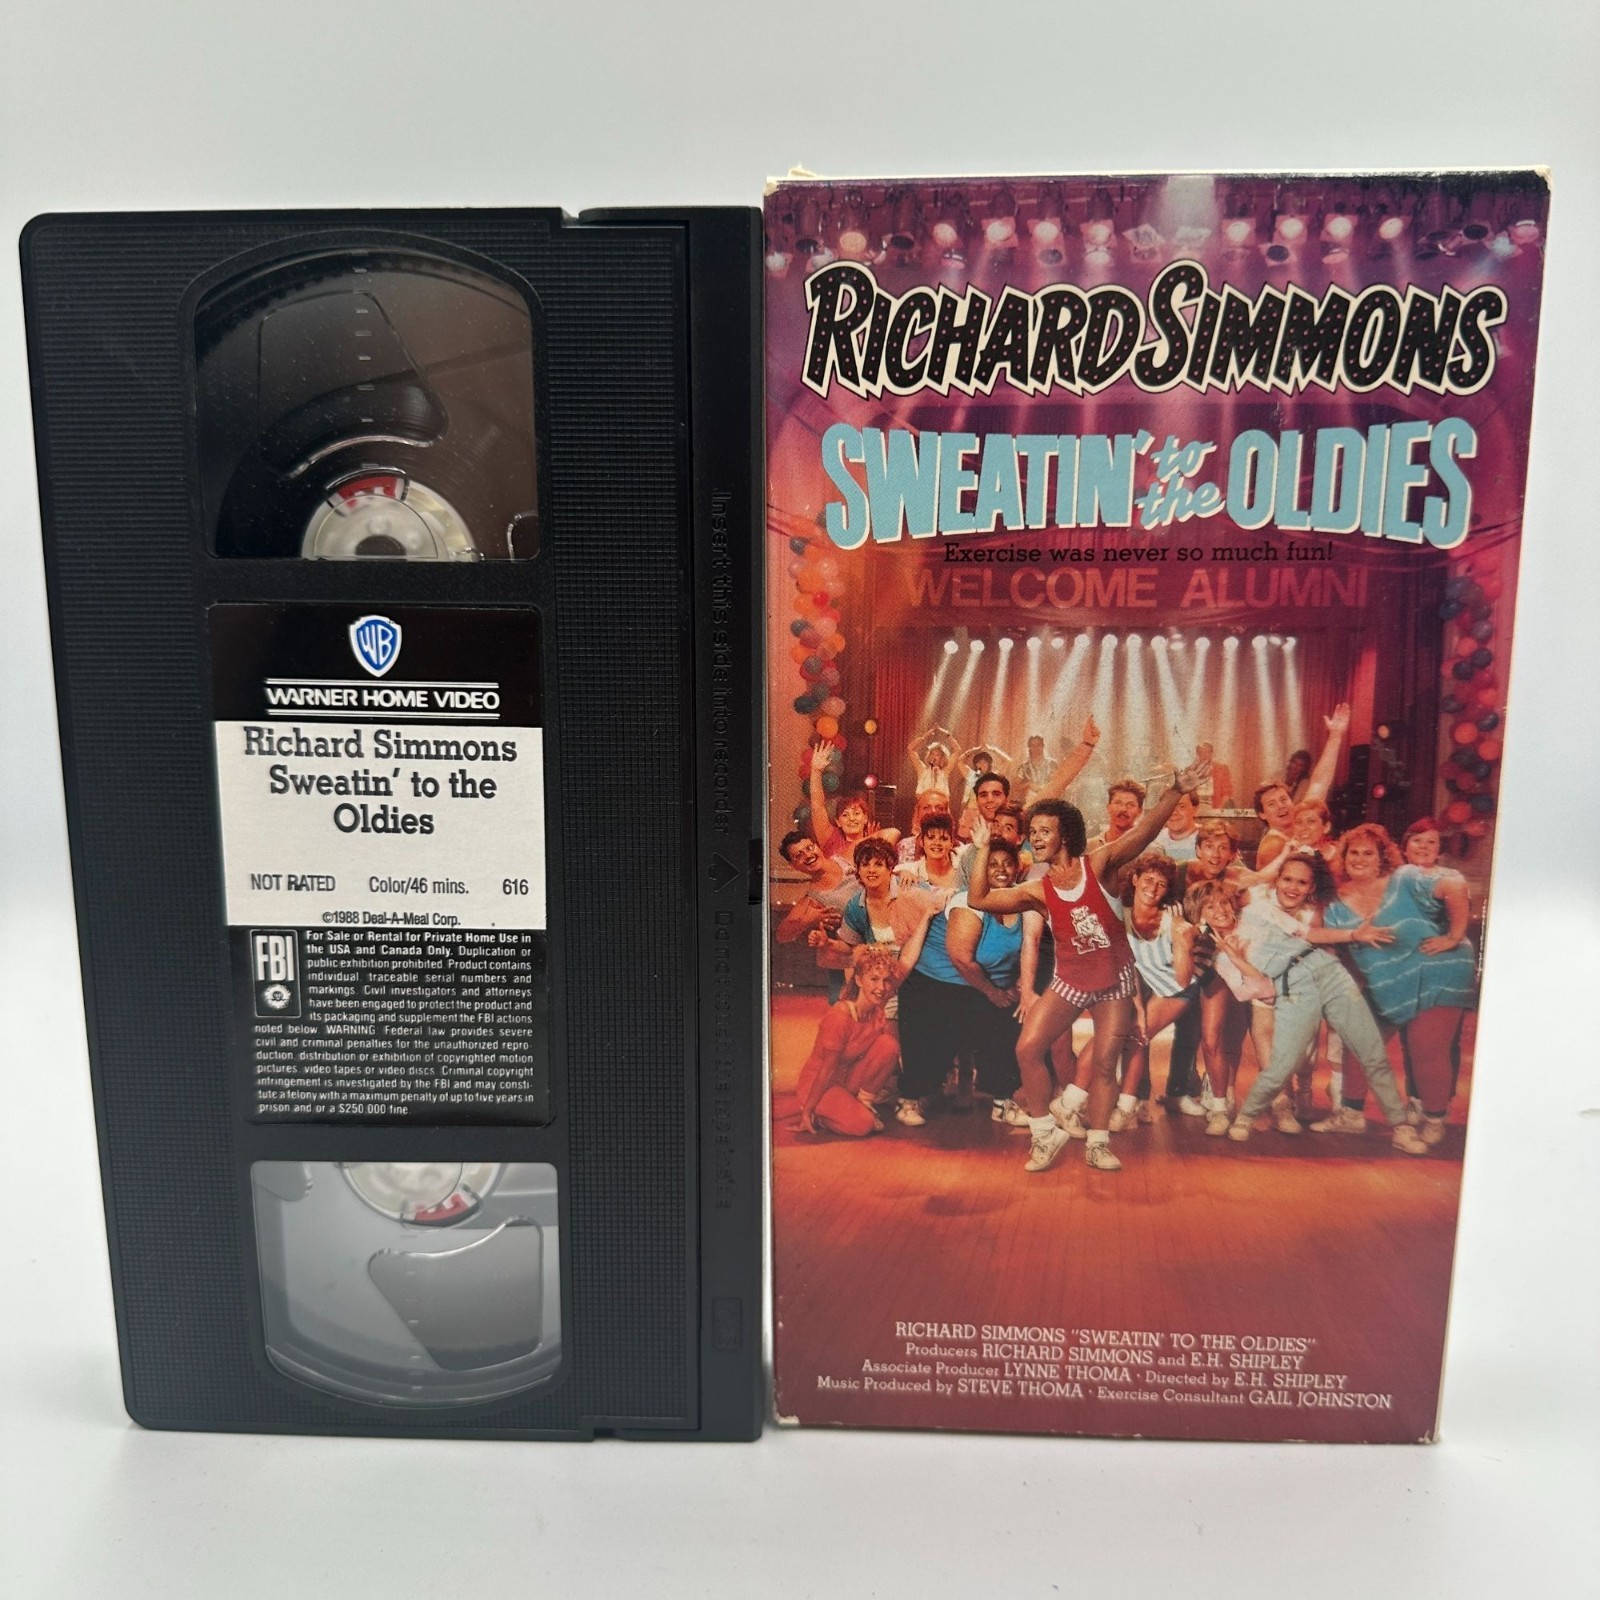 WB
WARNER HOME VIDEO
Richard Simmons
Sweatin' to the
Oldies
NOT RATED Color/46 mins. 616
©1988 Deal-A-Meal Corp.
FBI
For Sale or Rental for Private Home Use in
the USA and Canada Only. Duplication or
public exhibition prohibited. Product contains
individual, traceable serial numbers and
markings. Civil investigators and attorneys
have been engaged to protect the product and
its packaging and supplement the FBI actions
noted below. WARNING: Federal law provides severe
civil and criminal penalties for the unauthorized repro-
duction, distribution or exhibition of copyrighted motion
pictures, video tapes or video discs. Criminal copyright
infringement is investigated by the FBI and may consti-
tute a felony with a maximum penalty of up to five years in
prison and or a $250,000 fine.
Insert this side into recorder
Do not touch the tape inside
RICHARD SIMMONS
SWEATIN' to the OLDIES
Exercise was never so much fun!
WELCOME ALUMNI
RICHARD SIMMONS "SWEATIN' TO THE OLDIES"
Producers RICHARD SIMMONS and E.H. SHIPLEY
Associate Producer LYNNE THOMA · Directed by E.H. SHIPLEY
Music Produced by STEVE THOMA · Exercise Consultant GAIL JOHNSTON